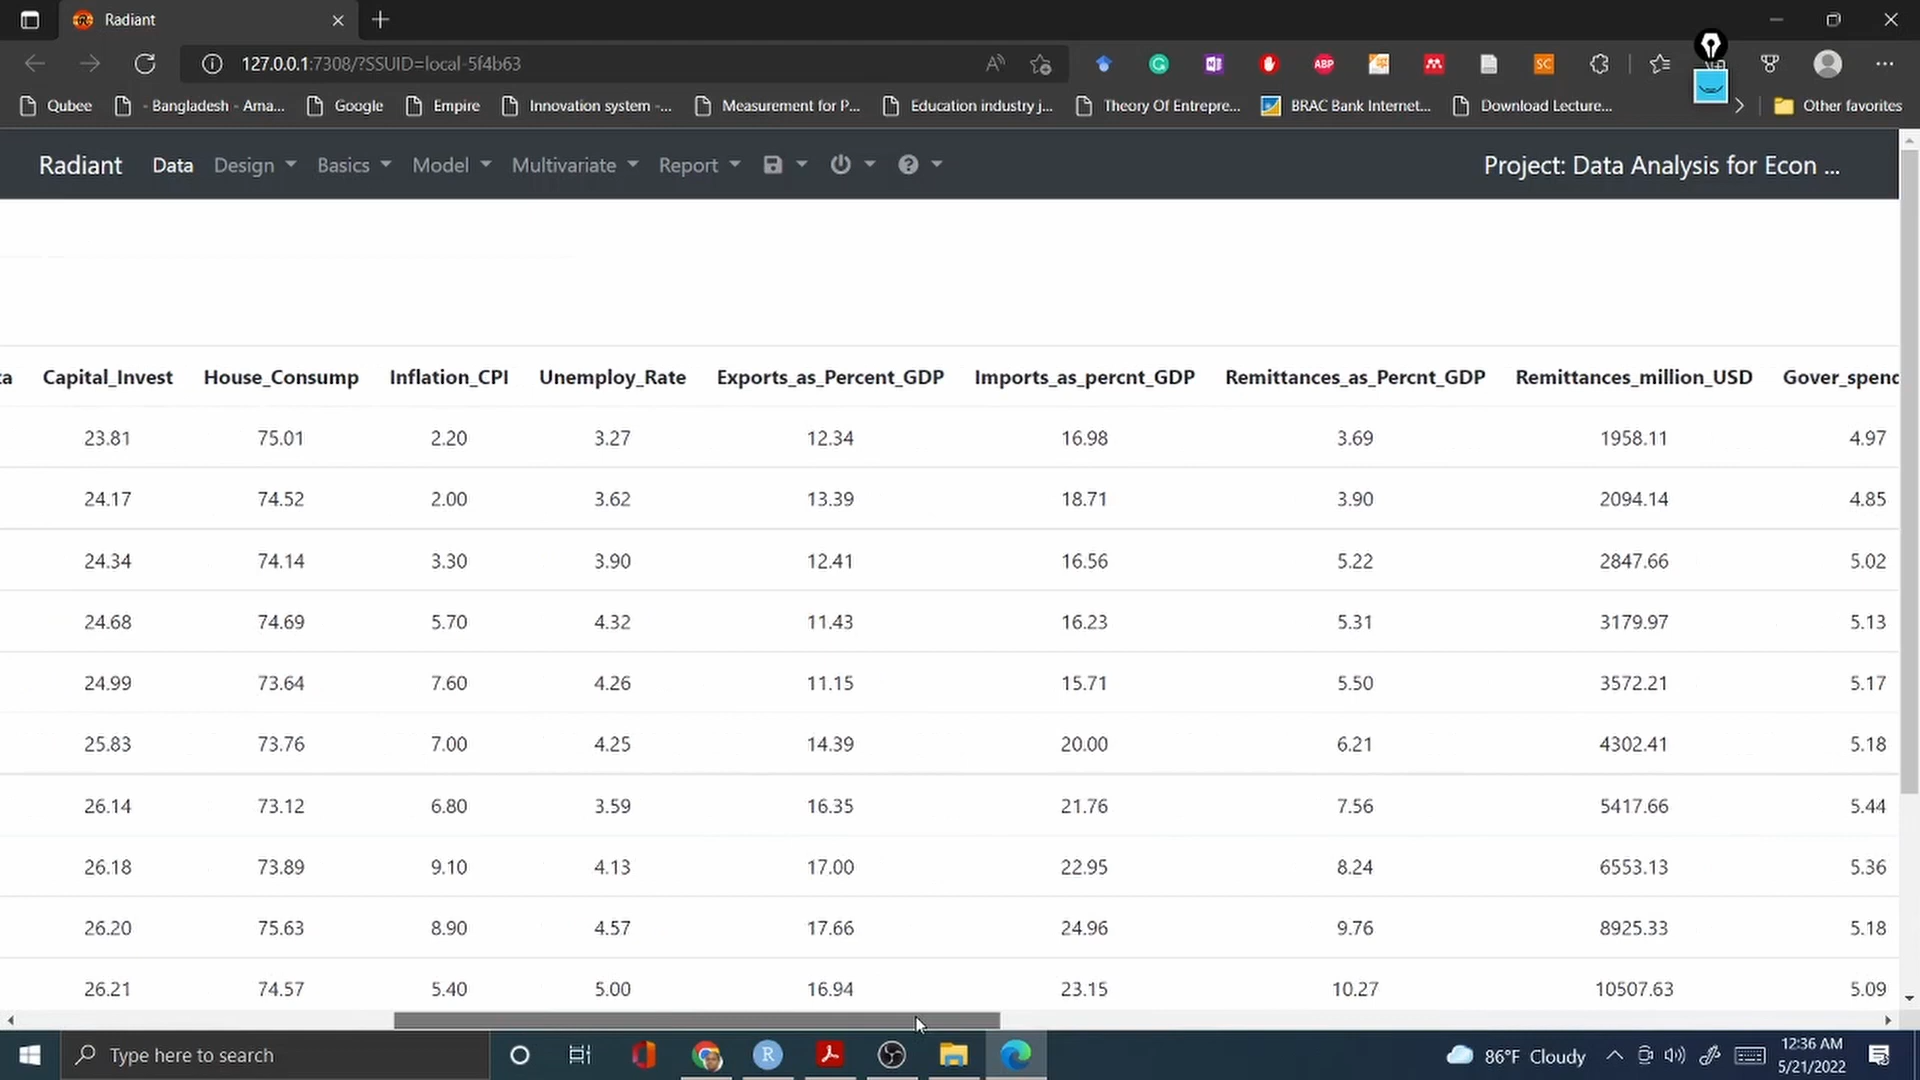 Radiant
127.0.0.1:7308/?SSUID=local-5f4b63
Qubee - Bangladesh - Ama... Google Empire Innovation system -... Measurement for P... Education industry j... Theory Of Entrepre... BRAC Bank Internet... Download Lecture... Other favorites
Radiant Data Design Basics Model Multivariate Report Project: Data Analysis for Econ ...
ta Capital_Invest House_Consump Inflation_CPI Unemploy_Rate Exports_as_Percent_GDP Imports_as_percnt_GDP Remittances_as_Percnt_GDP Remittances_million_USD Gover_spenc
23.81 75.01 2.20 3.27 12.34 16.98 3.69 1958.11 4.97
24.17 74.52 2.00 3.62 13.39 18.71 3.90 2094.14 4.85
24.34 74.14 3.30 3.90 12.41 16.56 5.22 2847.66 5.02
24.68 74.69 5.70 4.32 11.43 16.23 5.31 3179.97 5.13
24.99 73.64 7.60 4.26 11.15 15.71 5.50 3572.21 5.17
25.83 73.76 7.00 4.25 14.39 20.00 6.21 4302.41 5.18
26.14 73.12 6.80 3.59 16.35 21.76 7.56 5417.66 5.44
26.18 73.89 9.10 4.13 17.00 22.95 8.24 6553.13 5.36
26.20 75.63 8.90 4.57 17.66 24.96 9.76 8925.33 5.18
26.21 74.57 5.40 5.00 16.94 23.15 10.27 10507.63 5.09
Type here to search 86°F Cloudy 12:36 AM
5/21/2022